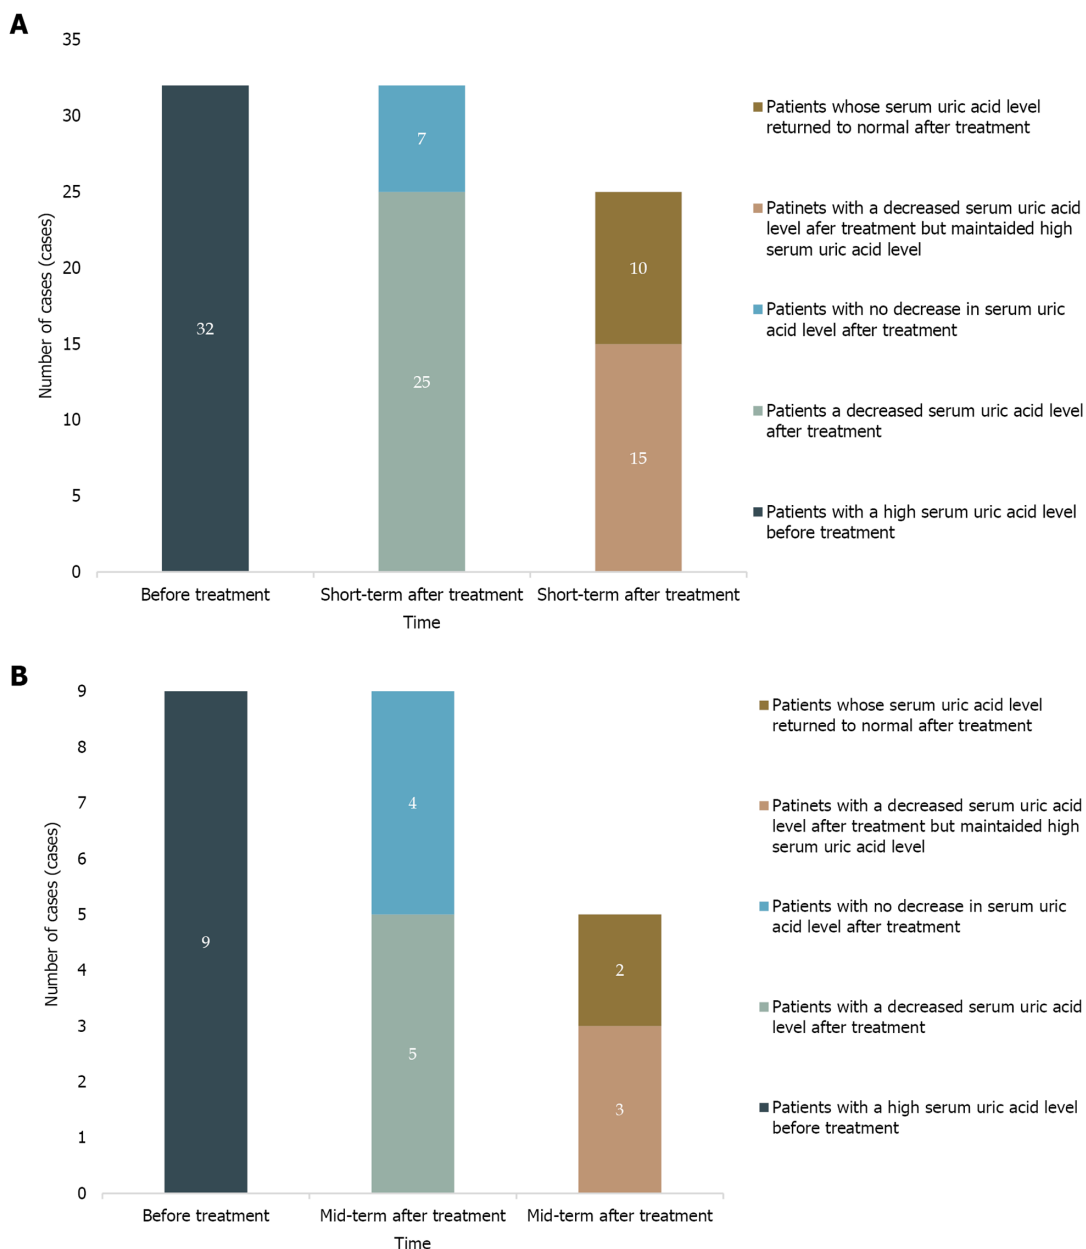 A
35
30
25
20
15
10
5
0
Number of cases (cases)
32
7
25
10
15
Before treatment
Short-term after treatment
Short-term after treatment
Time
Patients whose serum uric acid level
returned to normal after treatment
Patinets with a decreased serum uric acid
level afer treatment but maintaided high
serum uric acid level
Patients with no decrease in serum uric
acid level after treatment
Patients a decreased serum uric acid level
after treatment
Patients with a high serum uric acid level
before treatment
B
9
8
7
6
5
4
3
2
1
0
Number of cases (cases)
9
4
5
2
3
Before treatment
Mid-term after treatment
Mid-term after treatment
Time
Patients whose serum uric acid level
returned to normal after treatment
Patinets with a decreased serum uric acid
level after treatment but maintaided high
serum uric acid level
Patients with no decrease in serum uric
acid level after treatment
Patients with a decreased serum uric acid
level after treatment
Patients with a high serum uric acid level
before treatment